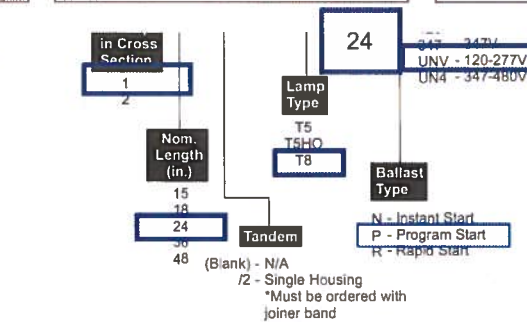 24
347 - 347V
UNV - 120-277V
UN4 - 347-480V
in Cross
Section
1
2
Lamp
Type
T5
T5HO
T8
Nom.
Length
(in.)
15
18
24
36
48
Ballast
Type
N - Instant Start
P - Program Start
R - Rapid Start
Tandem
(Blank) - N/A
/2 - Single Housing
*Must be ordered with
joiner band